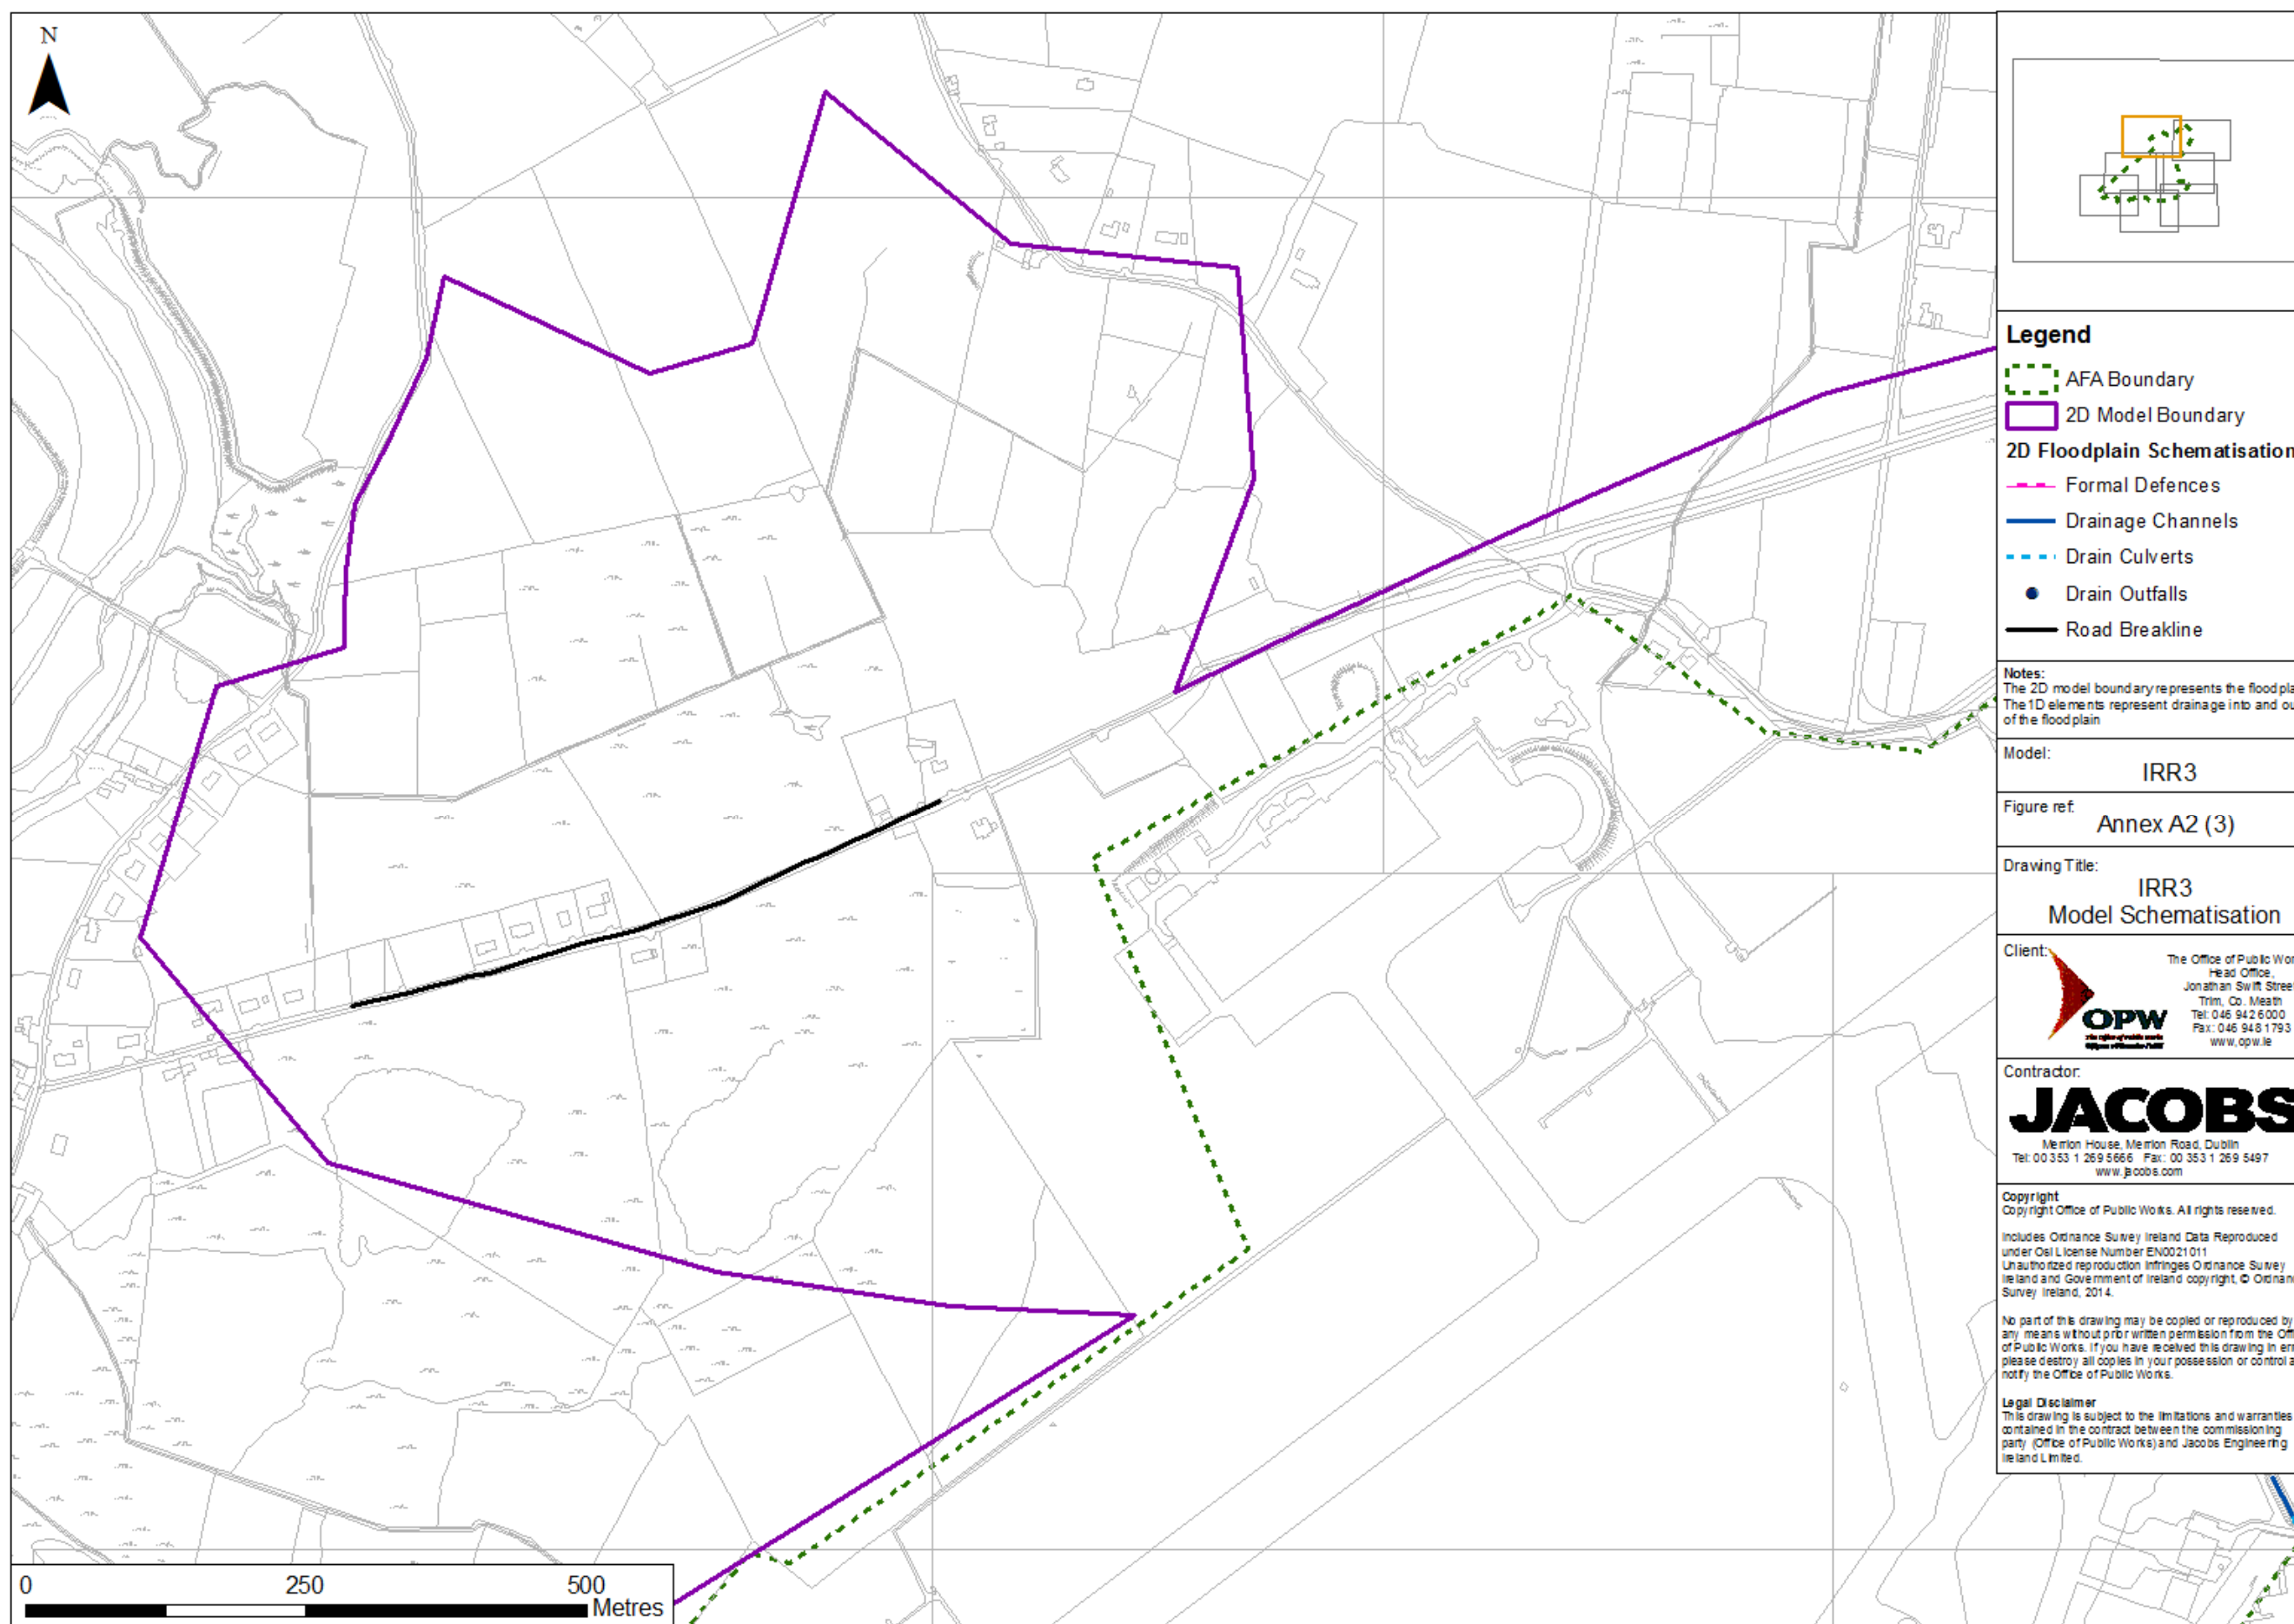 N
Legend
AFA Boundary
2D Model Boundary
2D Floodplain Schematisation
Formal Defences
Drainage Channels
Drain Culverts
Drain Outfalls
Road Breakline
Notes:
The 2D model boundary represents the floodpla
The 1D elements represent drainage into and ou
of the floodplain
Model:
IRR3
Figure ref:
Annex A2 (3)
Drawing Title:
IRR3
Model Schematisation
Client:
The Office of Public Wor
Head Office,
Jonathan Swift Stree
Trim, Co. Meath
Tel: 046 942 6000
Fax: 046 948 1793
www.opw.ie
OPW
Contractor:
JACOBS
Merrion House, Merrion Road, Dublin
Tel: 00 353 1 269 5666 Fax: 00 353 1 269 5497
www.jacobs.com
Copyright
Copyright Office of Public Works. All rights reserved.
Includes Ordnance Survey Ireland Data Reproduced
under OSi License Number EN0021011
Unauthorized reproduction infringes Ordnance Survey
Ireland and Government of Ireland copyright, © Ordnan
Survey Ireland, 2014.
No part of this drawing may be copied or reproduced by
any means without prior written permission from the Offi
of Public Works. If you have received this drawing in err
please destroy all copies in your possession or control a
notify the Office of Public Works.
Legal Disclaimer
This drawing is subject to the limitations and warranties
contained in the contract between the commissioning
party (Office of Public Works) and Jacobs Engineering
Ireland Limited.
0 250 500
Metres